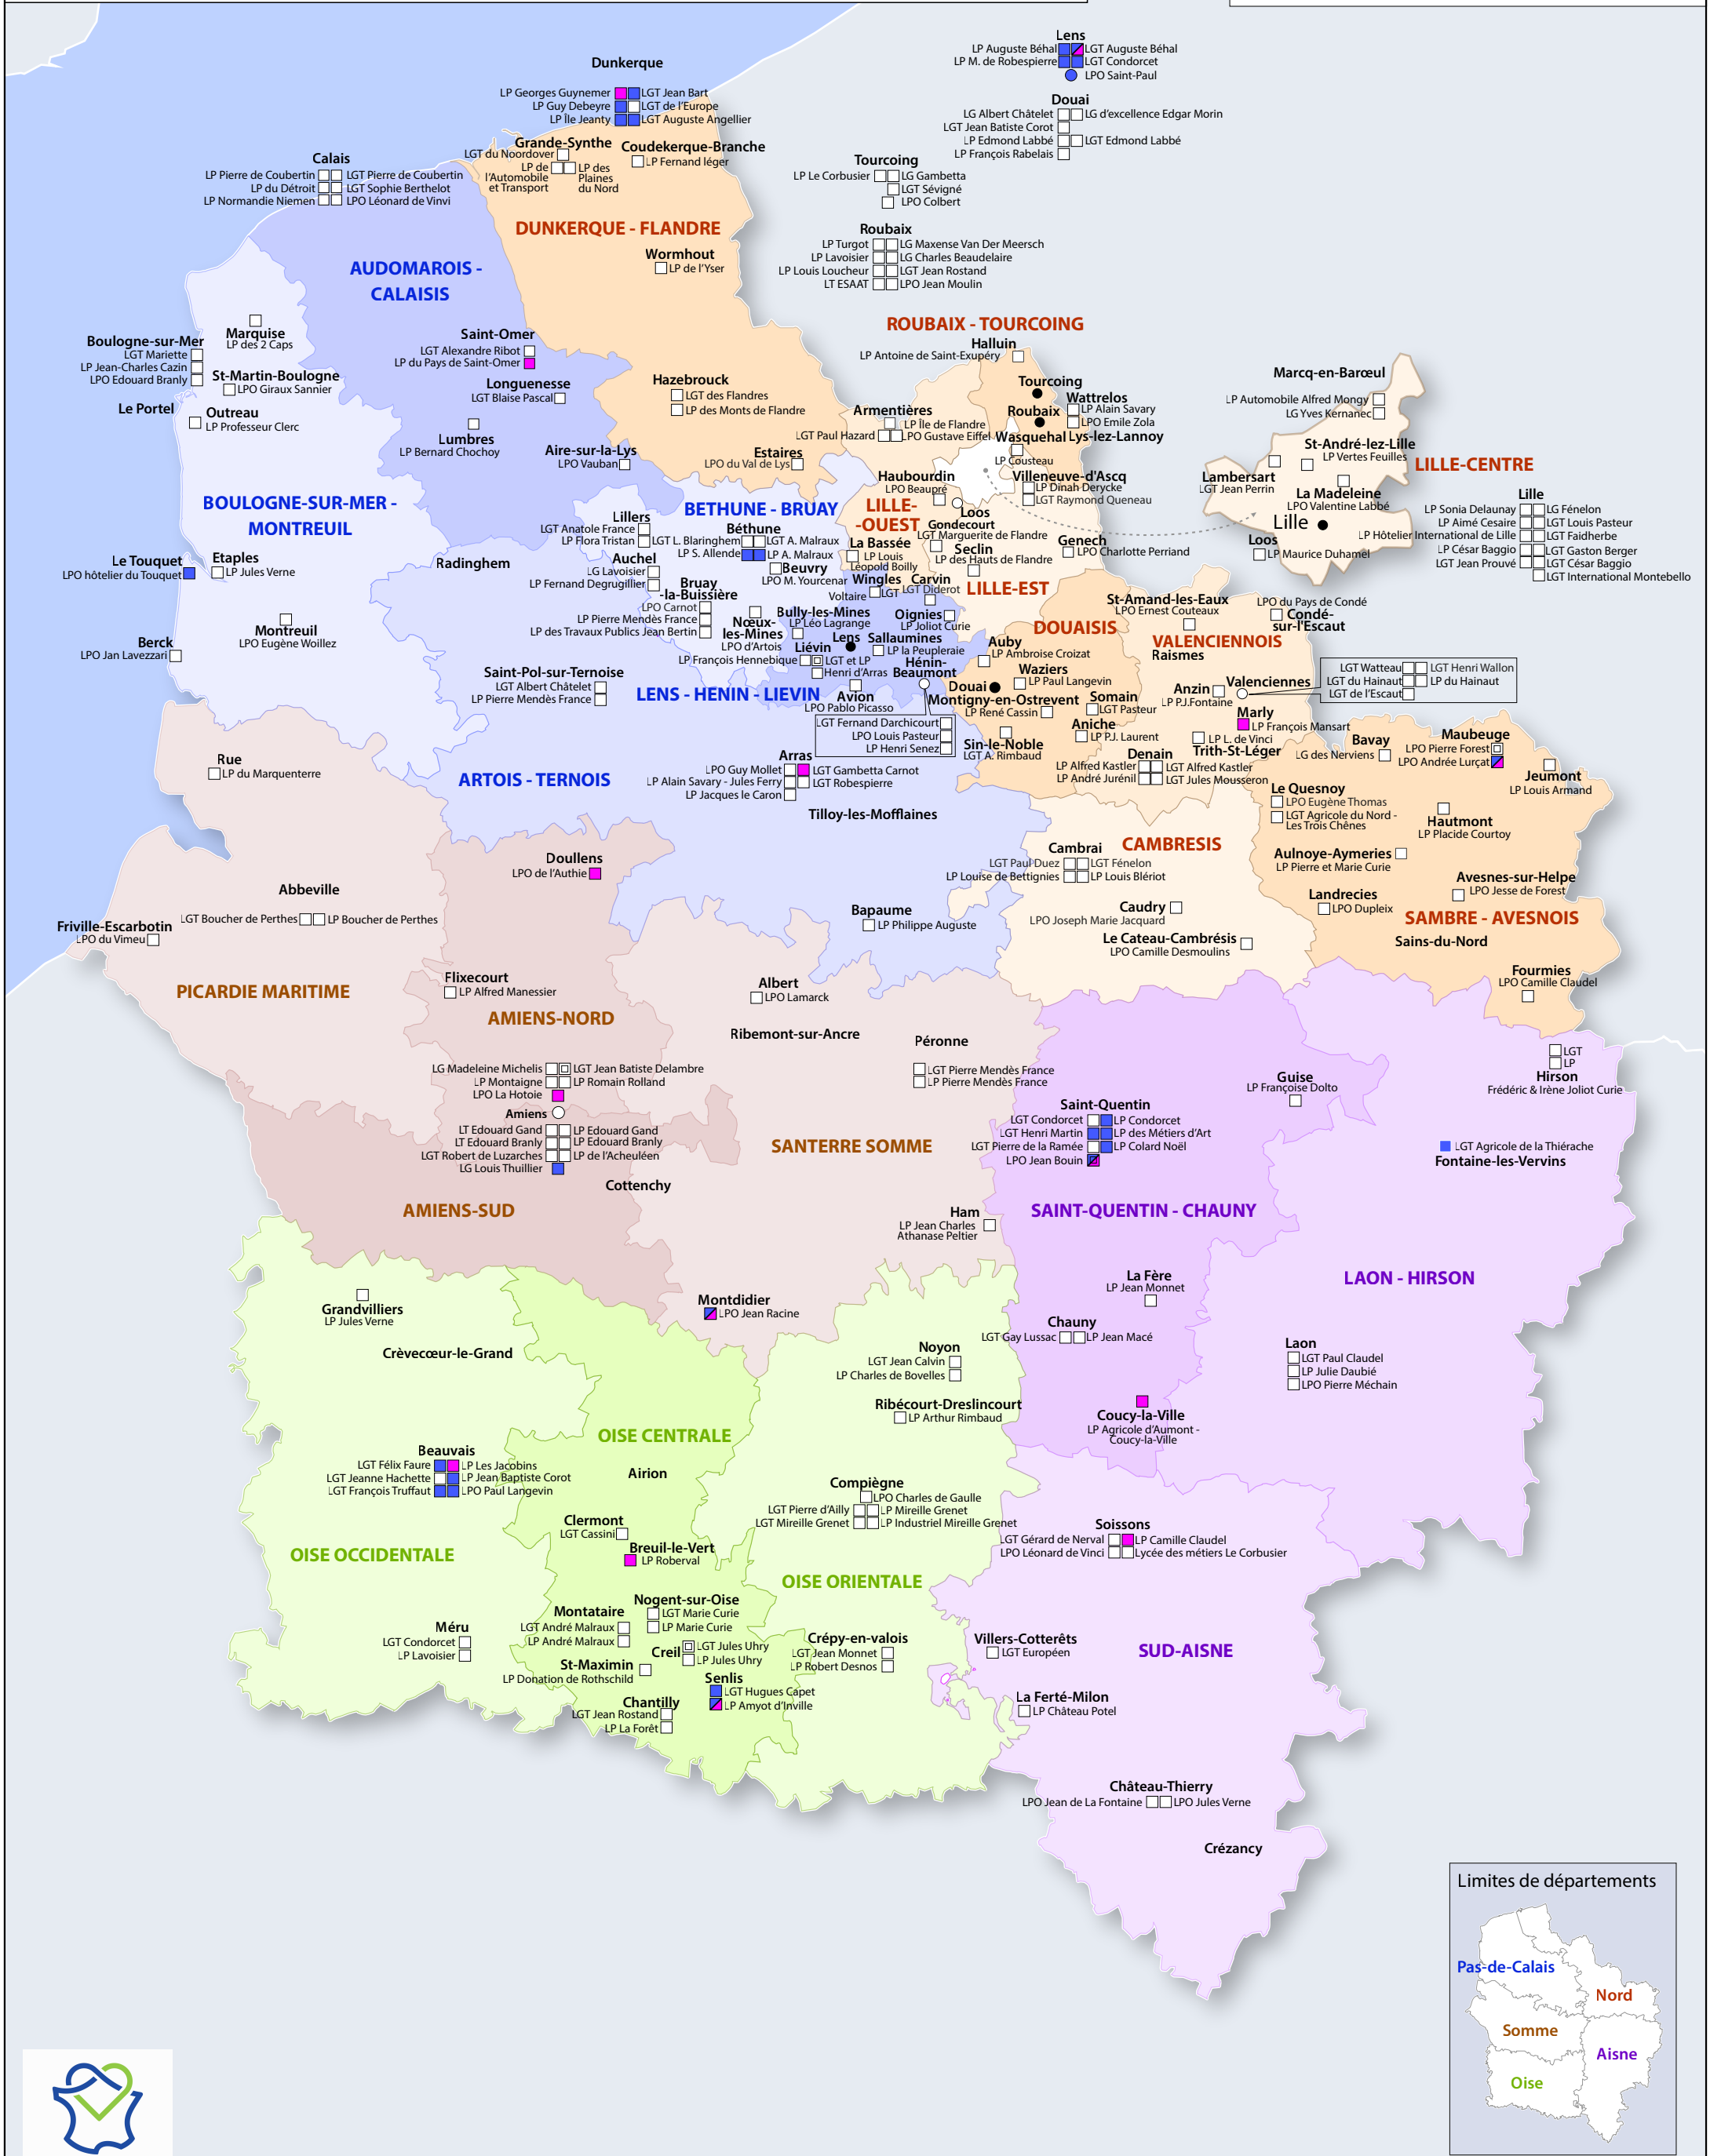 Lens
LP Auguste Béhal LGT Auguste Béhal
LP M. de Robespierre LGT Condorcet
LPO Saint-Paul
Dunkerque
LP Georges Guynemer LGT Jean Bart
LP Guy Debeyre LGT de l'Europe
LP Île Jeanty LGT Auguste Angellier
Douai
LG Albert Châtelet LG d'excellence Edgar Morin
LGT Jean Batiste Corot
LP Edmond Labbé LGT Edmond Labbé
LP François Rabelais
Grande-Synthe
LGT du Noordover
LP de l'Automobile et Transport
LP des Plaines du Nord
Coudekerque-Branche
LP Fernand léger
Calais
LP Pierre de Coubertin LGT Pierre de Coubertin
LP du Détroit LGT Sophie Berthelot
LP Normandie Niemen LPO Léonard de Vinvi
Tourcoing
LP Le Corbusier LG Gambetta
LGT Sévigné
LPO Colbert
DUNKERQUE - FLANDRE
Roubaix
LP Turgot LG Maxense Van Der Meersch
LP Lavoisier LG Charles Beaudelaire
LP Louis Loucheur LGT Jean Rostand
LT ESAAT LPO Jean Moulin
Wormhout
LP de l'Yser
AUDOMAROIS -
CALAISIS
ROUBAIX - TOURCOING
Halluin
LP Antoine de Saint-Exupéry
Marquise
LP des 2 Caps
Boulogne-sur-Mer
LGT Mariette
LP Jean-Charles Cazin
LPO Edouard Branly
St-Martin-Boulogne
LPO Giraux Sannier
Le Portel
Outreau
LP Professeur Clerc
Saint-Omer
LGT Alexandre Ribot
LP du Pays de Saint-Omer
Longuenesse
LGT Blaise Pascal
Lumbres
LP Bernard Chochoy
Aire-sur-la-Lys
LPO Vauban
Hazebrouck
LGT des Flandres
LP des Monts de Flandre
Estaires
LPO du Val de Lys
Armentières
LP Île de Flandre
LGT Paul Hazard LPO Gustave Eiffel
Tourcoing
Roubaix
Wattrelos
LP Alain Savary
LPO Emile Zola
Wasquehal
LP Cousteau
Lys-lez-Lannoy
Marcq-en-Barœul
LP Automobile Alfred Mongy
LG Yves Kernanec
St-André-lez-Lille
LP Vertes Feuilles
Lambersart
LGT Jean Perrin
La Madeleine
LPO Valentine Labbé
Lille
Loos
LP Maurice Duhamel
LILLE-CENTRE
Lille
LP Sonia Delaunay LG Fénelon
LP Aimé Cesaire LGT Louis Pasteur
LP Hôtelier International de Lille LGT Faidherbe
LP César Baggio LGT Gaston Berger
LGT Jean Prouvé LGT César Baggio
LGT International Montebello
Haubourdin
LPO Beaupré
Villeneuve-d'Ascq
LP Dinah Derycke
LGT Raymond Queneau
LILLE-
-OUEST
Loos
Gondecourt
LGT Marguerite de Flandre
Seclin
LP des Hauts de Flandre
Genech
LPO Charlotte Perriand
LILLE-EST
La Bassée
LP Louis
Léopold Boilly
BOULOGNE-SUR-MER -
MONTREUIL
BETHUNE - BRUAY
Lillers
LGT Anatole France
LP Flora Tristan
Béthune
LGT L. Blaringhem LGT A. Malraux
LP S. Allende LP A. Malraux
Auchel
LG Lavoisier
LP Fernand Degrugillier
Beuvry
LPO M. Yourcenar
Bruay
-la-Buissière
LPO Carnot
LP Pierre Mendès France
LP des Travaux Publics Jean Bertin
Nœux-
les-Mines
LPO d'Artois
Wingles
Voltaire LGT
Carvin
LGT Diderot
Bully-les-Mines
LP Léo Lagrange
Oignies
LP Joliot Curie
Lens
Sallaumines
LP la Peupleraie
Liévin
LP François Hennebique LGT et LP
Henri d'Arras
Hénin-
Beaumont
Avion
LPO Pablo Picasso
LGT Fernand Darchicourt
LPO Louis Pasteur
LP Henri Senez
LENS - HENIN - LIEVIN
Le Touquet
LPO hôtelier du Touquet
Etaples
LP Jules Verne
Radinghem
Montreuil
LPO Eugène Woillez
Berck
LPO Jan Lavezzari
Saint-Pol-sur-Ternoise
LGT Albert Châtelet
LP Pierre Mendès France
ARTOIS - TERNOIS
Arras
LPO Guy Mollet LGT Gambetta Carnot
LP Alain Savary - Jules Ferry LGT Robespierre
LP Jacques le Caron
Tilloy-les-Mofflaines
Bapaume
LP Philippe Auguste
DOUAISIS
Auby
LP Ambroise Croizat
Waziers
LP Paul Langevin
Douai
Montigny-en-Ostrevent
LP René Cassin
Somain
LGT Pasteur
Aniche
LP P.J. Laurent
Sin-le-Noble
LGT A. Rimbaud
St-Amand-les-Eaux
LPO Ernest Couteaux
LPO du Pays de Condé
Condé-
sur-l'Escaut
VALENCIENNOIS
Raismes
Anzin
LP P.J.Fontaine
Valenciennes
LGT Watteau LGT Henri Wallon
LGT du Hainaut LP du Hainaut
LGT de l'Escaut
Marly
LP François Mansart
LP L. de Vinci
Trith-St-Léger
Denain
LP Alfred Kastler LGT Alfred Kastler
LP André Jurénil LGT Jules Mousseron
Bavay
LG des Nerviens
Maubeuge
LPO Pierre Forest
LPO Andrée Lurçat
Jeumont
LP Louis Armand
Le Quesnoy
LPO Eugène Thomas
LGT Agricole du Nord -
Les Trois Chênes
Hautmont
LP Placide Courtoy
Aulnoye-Aymeries
LP Pierre et Marie Curie
Avesnes-sur-Helpe
LPO Jesse de Forest
Landrecies
LPO Dupleix
SAMBRE - AVESNOIS
Sains-du-Nord
Fourmies
LPO Camille Claudel
CAMBRESIS
Cambrai
LGT Paul Duez LGT Fénelon
LP Louise de Bettignies LP Louis Blériot
Caudry
LPO Joseph Marie Jacquard
Le Cateau-Cambrésis
LPO Camille Desmoulins
Rue
LP du Marquenterre
Doullens
LPO de l'Authie
Abbeville
LGT Boucher de Perthes LP Boucher de Perthes
Friville-Escarbotin
LPO du Vimeu
PICARDIE MARITIME
Flixecourt
LP Alfred Manessier
AMIENS-NORD
Albert
LPO Lamarck
Ribemont-sur-Ancre
Péronne
LGT Pierre Mendès France
LP Pierre Mendès France
LG Madeleine Michelis LGT Jean Batiste Delambre
LP Montaigne LP Romain Rolland
LPO La Hotoie
Amiens
LT Edouard Gand LP Edouard Gand
LT Edouard Branly LP Edouard Branly
LGT Robert de Luzarches LP de l'Acheuléen
LG Louis Thuillier
SANTERRE SOMME
Cottenchy
AMIENS-SUD
Ham
LP Jean Charles
Athanase Peltier
Montdidier
LPO Jean Racine
LGT
LP
Hirson
Frédéric & Irène Joliot Curie
Guise
LP Françoise Dolto
Saint-Quentin
LGT Condorcet LP Condorcet
LGT Henri Martin LP des Métiers d'Art
LGT Pierre de la Ramée LP Colard Noël
LPO Jean Bouin
LGT Agricole de la Thiérache
Fontaine-les-Vervins
SAINT-QUENTIN - CHAUNY
LAON - HIRSON
La Fère
LP Jean Monnet
Chauny
LGT Gay Lussac LP Jean Macé
Laon
LGT Paul Claudel
LP Julie Daubié
LPO Pierre Méchain
Coucy-la-Ville
LP Agricole d'Aumont -
Coucy-la-Ville
Grandvilliers
LP Jules Verne
Crèvecœur-le-Grand
Noyon
LGT Jean Calvin
LP Charles de Bovelles
Ribécourt-Dreslincourt
LP Arthur Rimbaud
OISE CENTRALE
Airion
Beauvais
LGT Félix Faure LP Les Jacobins
LGT Jeanne Hachette LP Jean Baptiste Corot
LGT François Truffaut LPO Paul Langevin
Compiègne
LPO Charles de Gaulle
LGT Pierre d'Ailly LP Mireille Grenet
LGT Mireille Grenet LP Industriel Mireille Grenet
Clermont
LGT Cassini
Breuil-le-Vert
LP Roberval
OISE OCCIDENTALE
OISE ORIENTALE
Soissons
LGT Gérard de Nerval LP Camille Claudel
LPO Léonard de Vinci Lycée des métiers Le Corbusier
Nogent-sur-Oise
LGT Marie Curie
LP Marie Curie
Montataire
LGT André Malraux
LP André Malraux
Creil
LGT Jules Uhry
LP Jules Uhry
Méru
LGT Condorcet
LP Lavoisier
St-Maximin
LP Donation de Rothschild
Senlis
LGT Hugues Capet
LP Amyot d'Inville
Chantilly
LGT Jean Rostand
LP La Forêt
Crépy-en-valois
LGT Jean Monnet
LP Robert Desnos
Villers-Cotterêts
LGT Européen
SUD-AISNE
La Ferté-Milon
LP Château Potel
Château-Thierry
LPO Jean de La Fontaine LPO Jules Verne
Crézancy
Limites de départements
Pas-de-Calais
Nord
Somme
Aisne
Oise